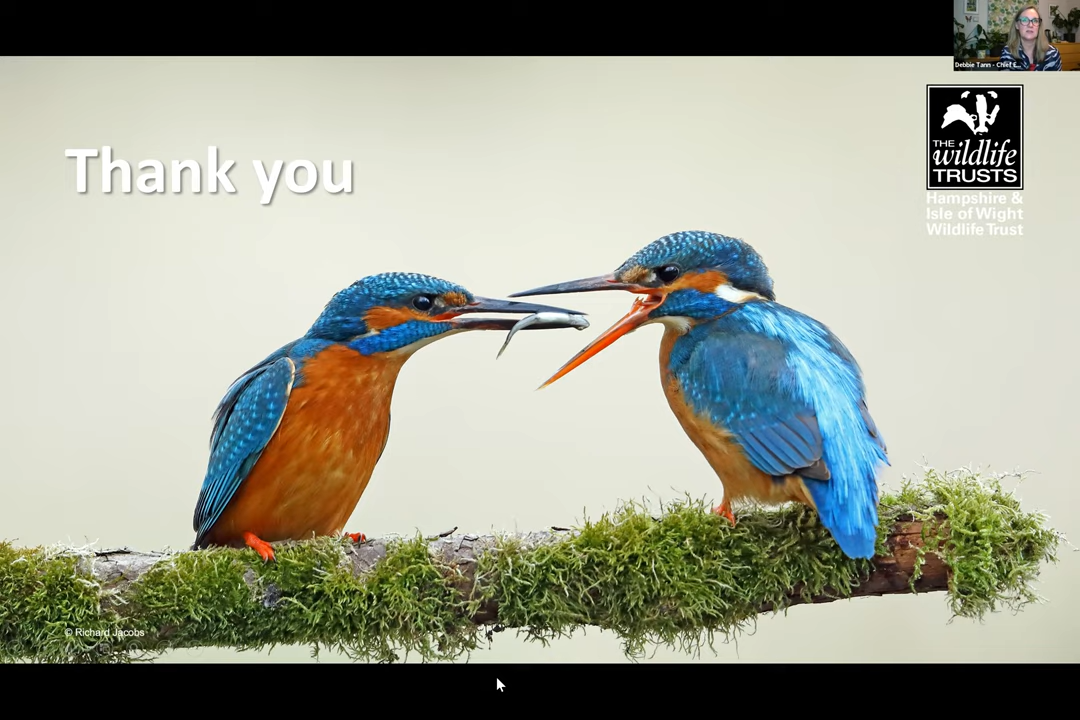 Debbie Tann - Chief E...
Thank you
THE
wildlife
TRUSTS
Hampshire &
Isle of Wight
Wildlife Trust
© Richard Jacobs